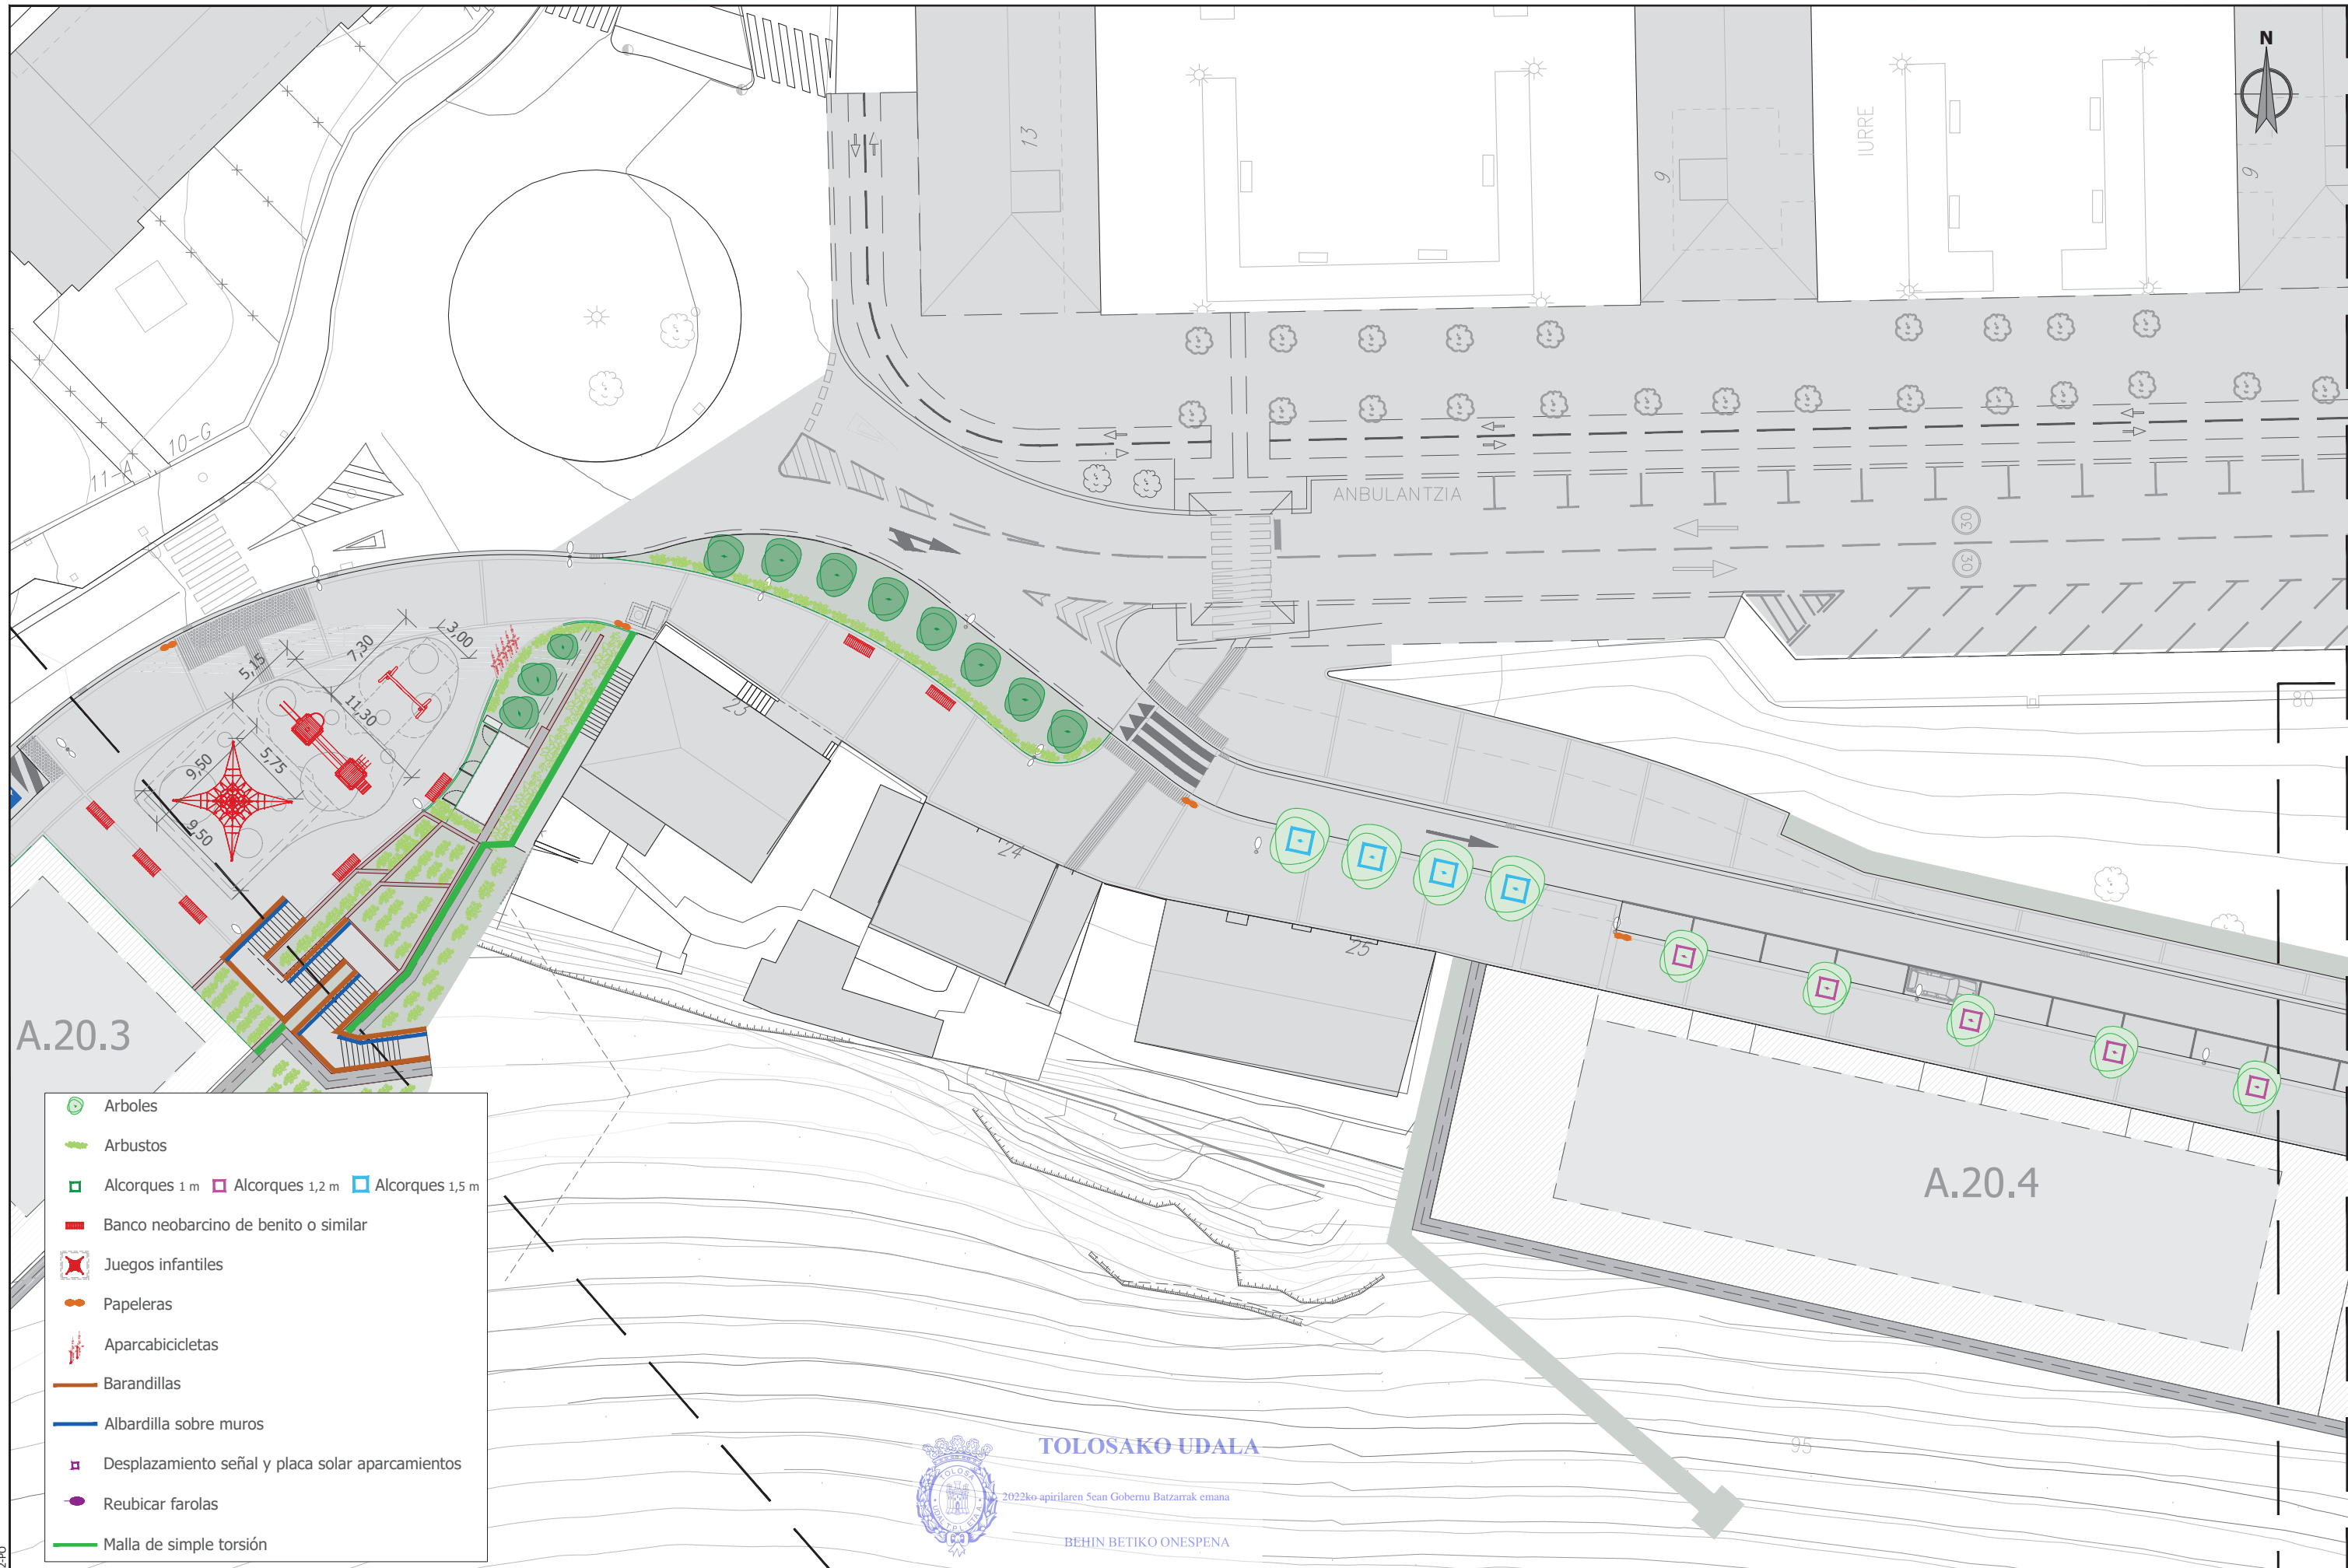 N
13
9
IURRE
9
10-G
11-A
ANBULANTZIA
30
30
3,00
7,30
5,15
11,30
9,50
5,75
9,50
23
24
25
80
A.20.3
A.20.4
95
Arboles
Arbustos
Alcorques 1 m Alcorques 1,2 m Alcorques 1,5 m
Banco neobarcino de benito o similar
Juegos infantiles
Papeleras
Aparcabicicletas
Barandillas
Albardilla sobre muros
Desplazamiento señal y placa solar aparcamientos
Reubicar farolas
Malla de simple torsión
TOLOSAKO UDALA
2022ko apirilaren 5ean Gobernu Batzarrak emana
BEHIN BETIKO ONESPENA